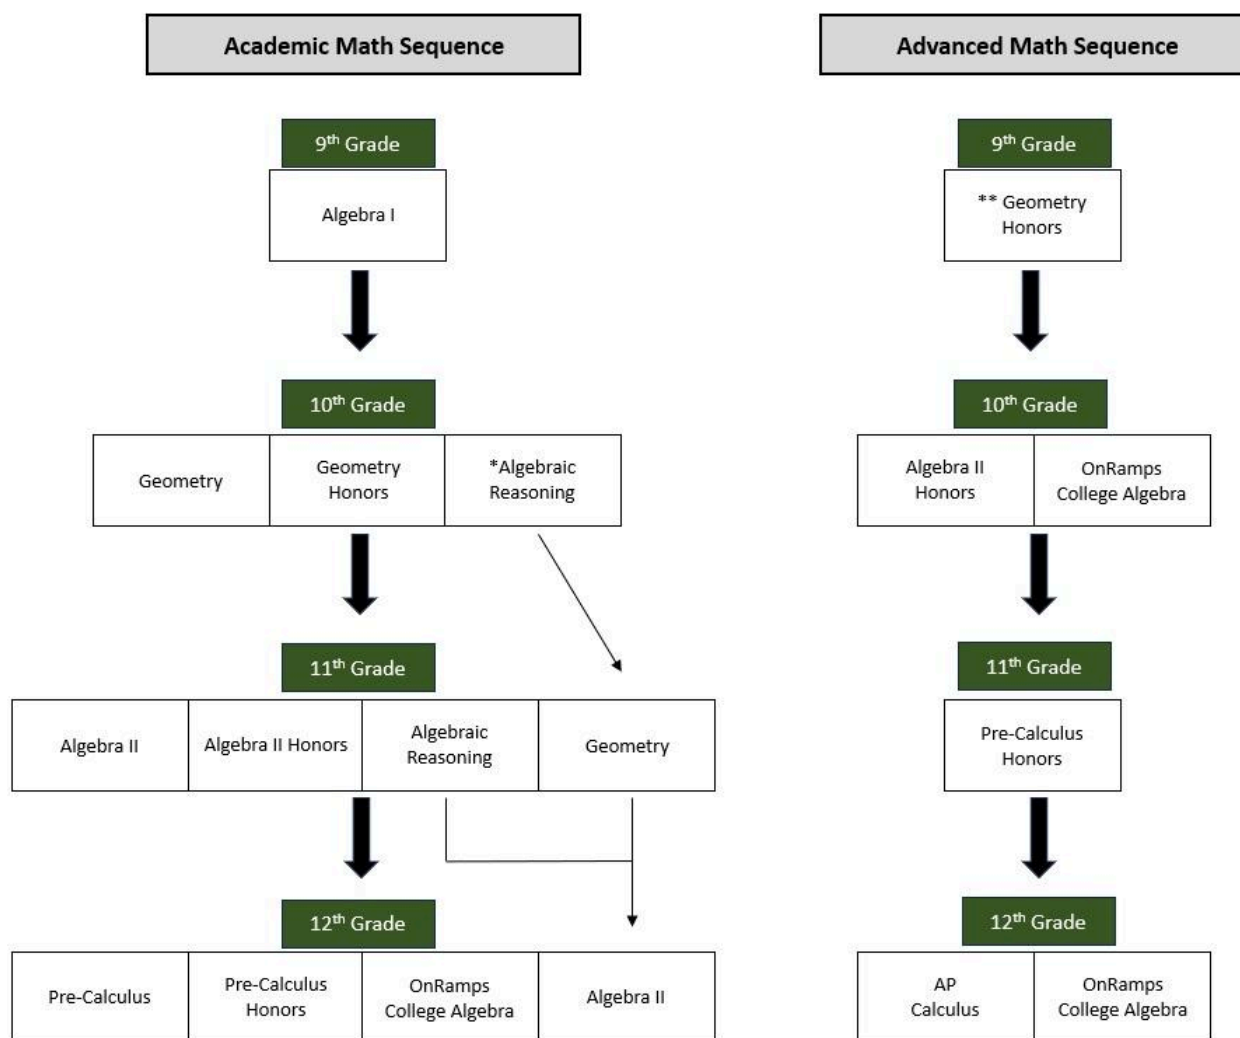 Academic Math Sequence
9th Grade
Algebra I
10th Grade
Geometry
Geometry
Honors
*Algebraic
Reasoning
11th Grade
Algebra II
Algebra II Honors
Algebraic
Reasoning
Geometry
12th Grade
Pre-Calculus
Pre-Calculus
Honors
OnRamps
College Algebra
Algebra II
Advanced Math Sequence
9th Grade
** Geometry
Honors
10th Grade
Algebra II
Honors
OnRamps
College Algebra
11th Grade
Pre-Calculus
Honors
12th Grade
AP
Calculus
OnRamps
College Algebra